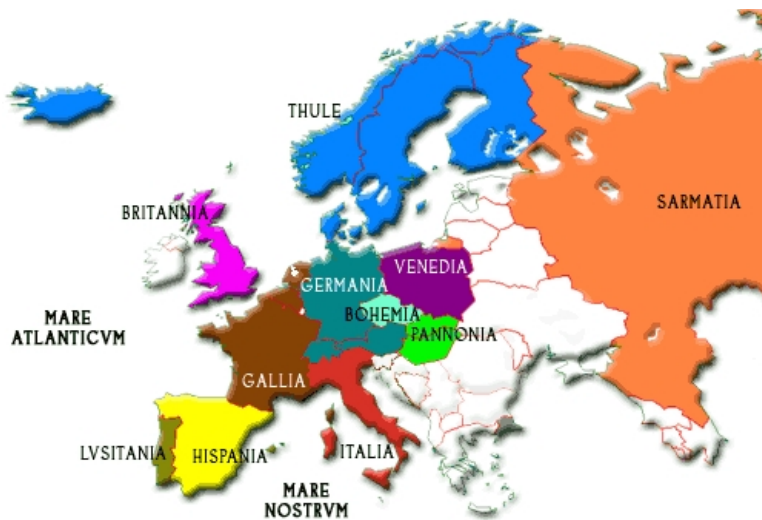 THULE
SARMATIA
BRITANNIA
VENEDIA
GERMANIA
BOHEMIA
MARE
ATLANTICVM
PANNONIA
GALLIA
LVSITANIA
HISPANIA
ITALIA
MARE
NOSTRVM